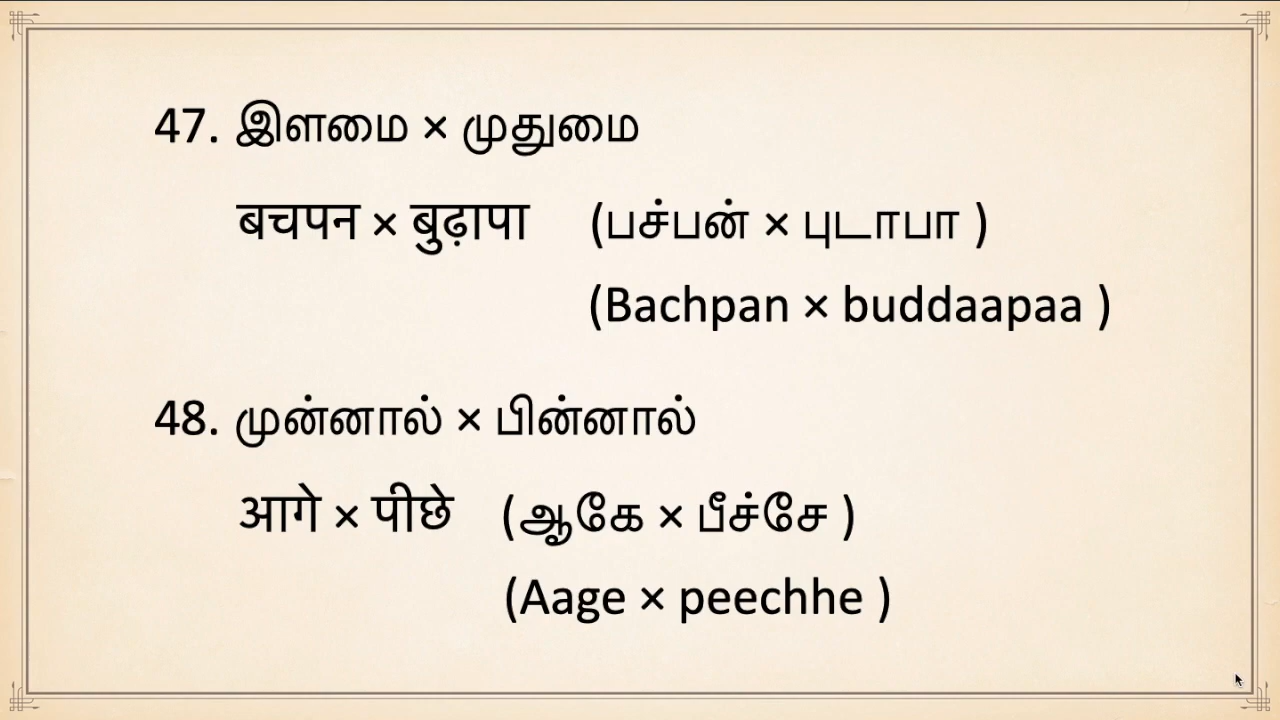 47. இளமை × முதுமை
बचपन × बुढ़ापा (பச்பன் × புடாபா )
(Bachpan × buddaapaa )
48. முன்னால் × பின்னால்
आगे × पीछे (ஆகே × பீச்சே )
(Aage × peechhe )